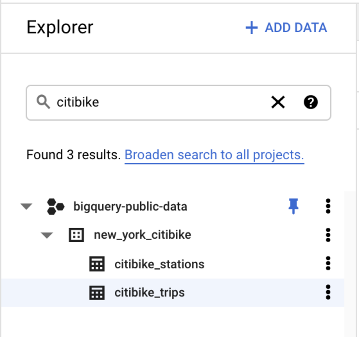 Explorer
+ ADD DATA
citibike
Found 3 results. Broaden search to all projects.
bigquery-public-data
new_york_citibike
citibike_stations
citibike_trips